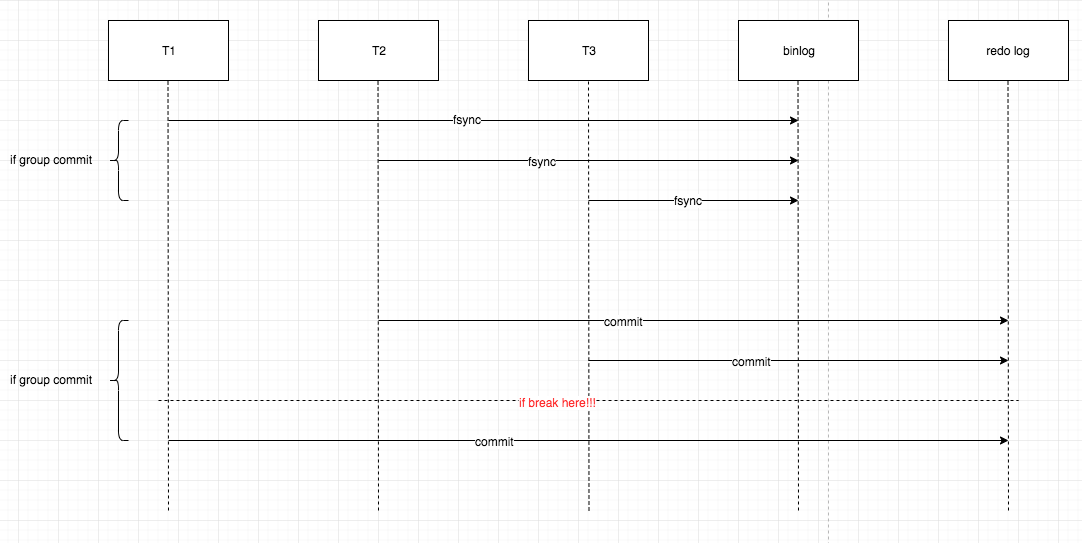 T1
T2
T3
binlog
redo log
fsync
if group commit
fsync
fsync
commit
commit
if group commit
if break here!!!
commit